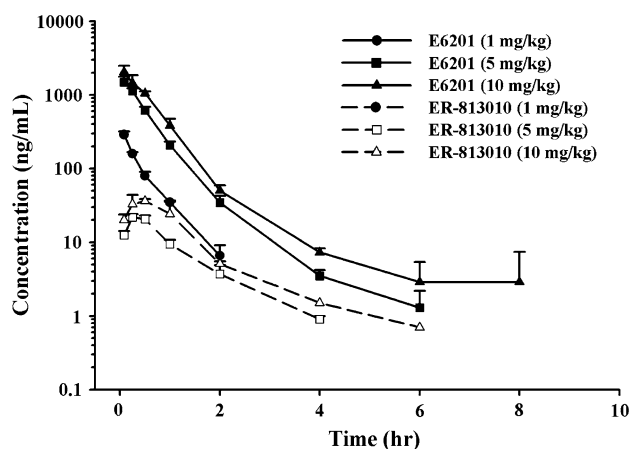 Concentration (ng/mL)
10000
1000
100
10
1
0.1
E6201 (1 mg/kg)
E6201 (5 mg/kg)
E6201 (10 mg/kg)
ER-813010 (1 mg/kg)
ER-813010 (5 mg/kg)
ER-813010 (10 mg/kg)
0 2 4 6 8 10
Time (hr)